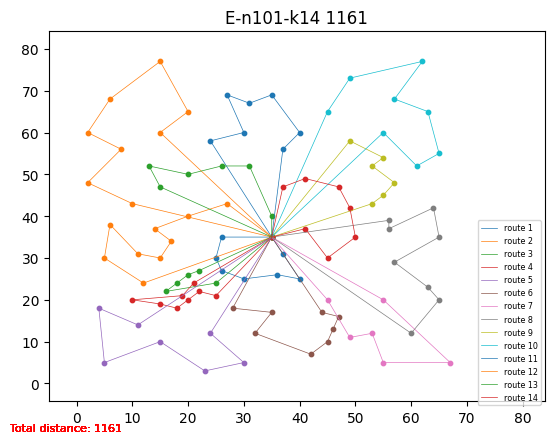 E-n101-k14 1161
80
70
60
50
40
30
20
10
0
route 1
route 2
route 3
route 4
route 5
route 6
route 7
route 8
route 9
route 10
route 11
route 12
route 13
route 14
0 10 20 30 40 50 60 70 80
Total distance: 1161